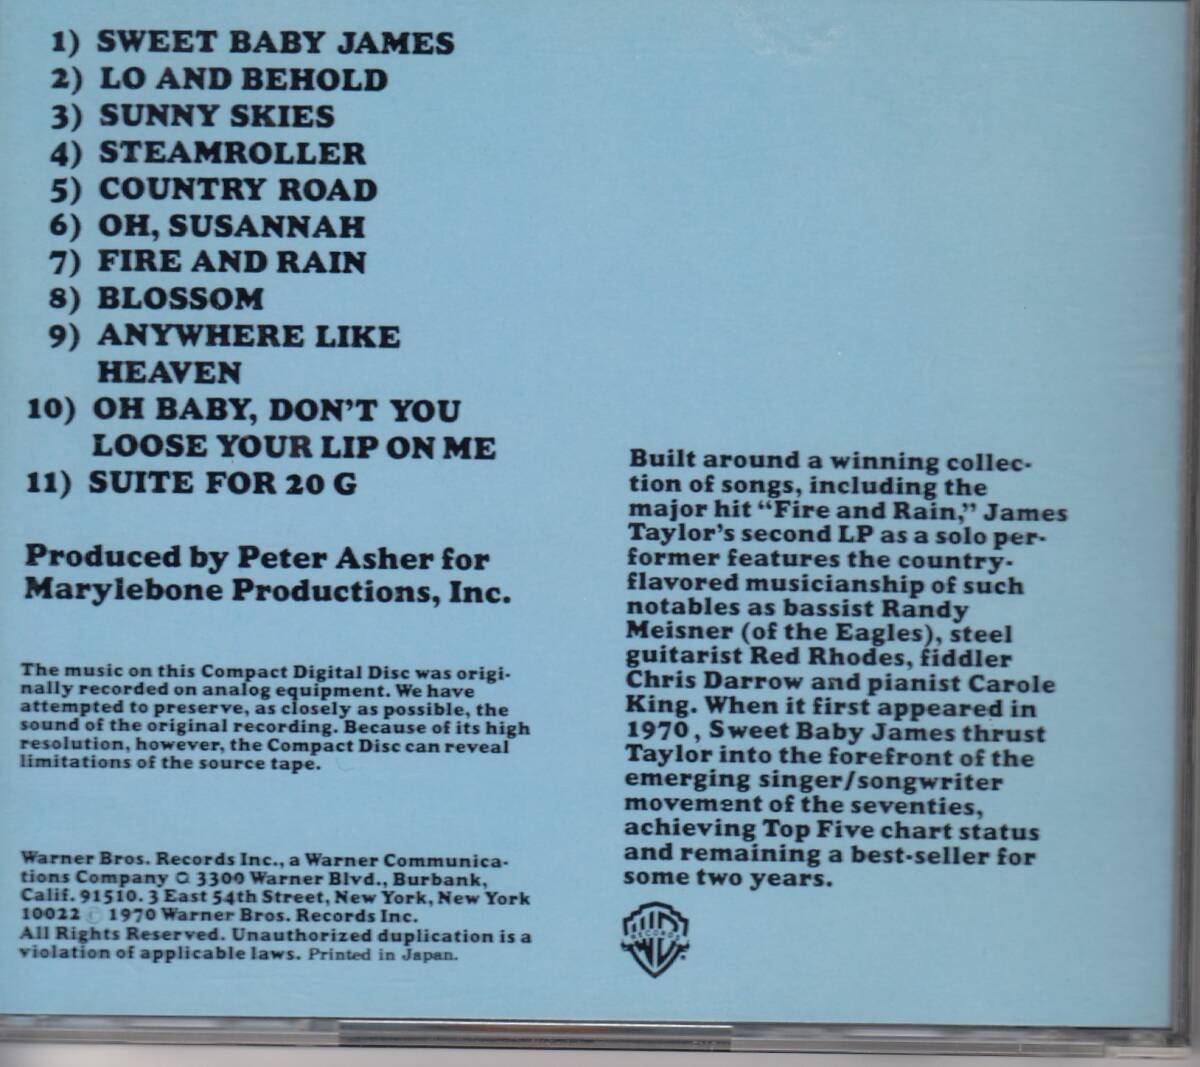 1) SWEET BABY JAMES
2) LO AND BEHOLD
3) SUNNY SKIES
4) STEAMROLLER
5) COUNTRY ROAD
6) OH, SUSANNAH
7) FIRE AND RAIN
8) BLOSSOM
9) ANYWHERE LIKE
HEAVEN
10) OH BABY, DON'T YOU
LOOSE YOUR LIP ON ME
11) SUITE FOR 20 G
Produced by Peter Asher for
Marylebone Productions, Inc.
The music on this Compact Digital Disc was origi-
nally recorded on analog equipment. We have
attempted to preserve, as closely as possible, the
sound of the original recording. Because of its high
resolution, however, the Compact Disc can reveal
limitations of the source tape.
Warner Bros. Records Inc., a Warner Communica-
tions Company 3300 Warner Blvd., Burbank,
Calif. 91510. 3 East 54th Street, New York, New York
10022 © 1970 Warner Bros. Records Inc.
All Rights Reserved. Unauthorized duplication is a
violation of applicable laws. Printed in Japan.
Built around a winning collec-
tion of songs, including the
major hit "Fire and Rain," James
Taylor's second LP as a solo per-
former features the country-
flavored musicianship of such
notables as bassist Randy
Meisner (of the Eagles), steel
guitarist Red Rhodes, fiddler
Chris Darrow and pianist Carole
King. When it first appeared in
1970, Sweet Baby James thrust
Taylor into the forefront of the
emerging singer/songwriter
movement of the seventies,
achieving Top Five chart status
and remaining a best-seller for
some two years.
WB
RECORDS